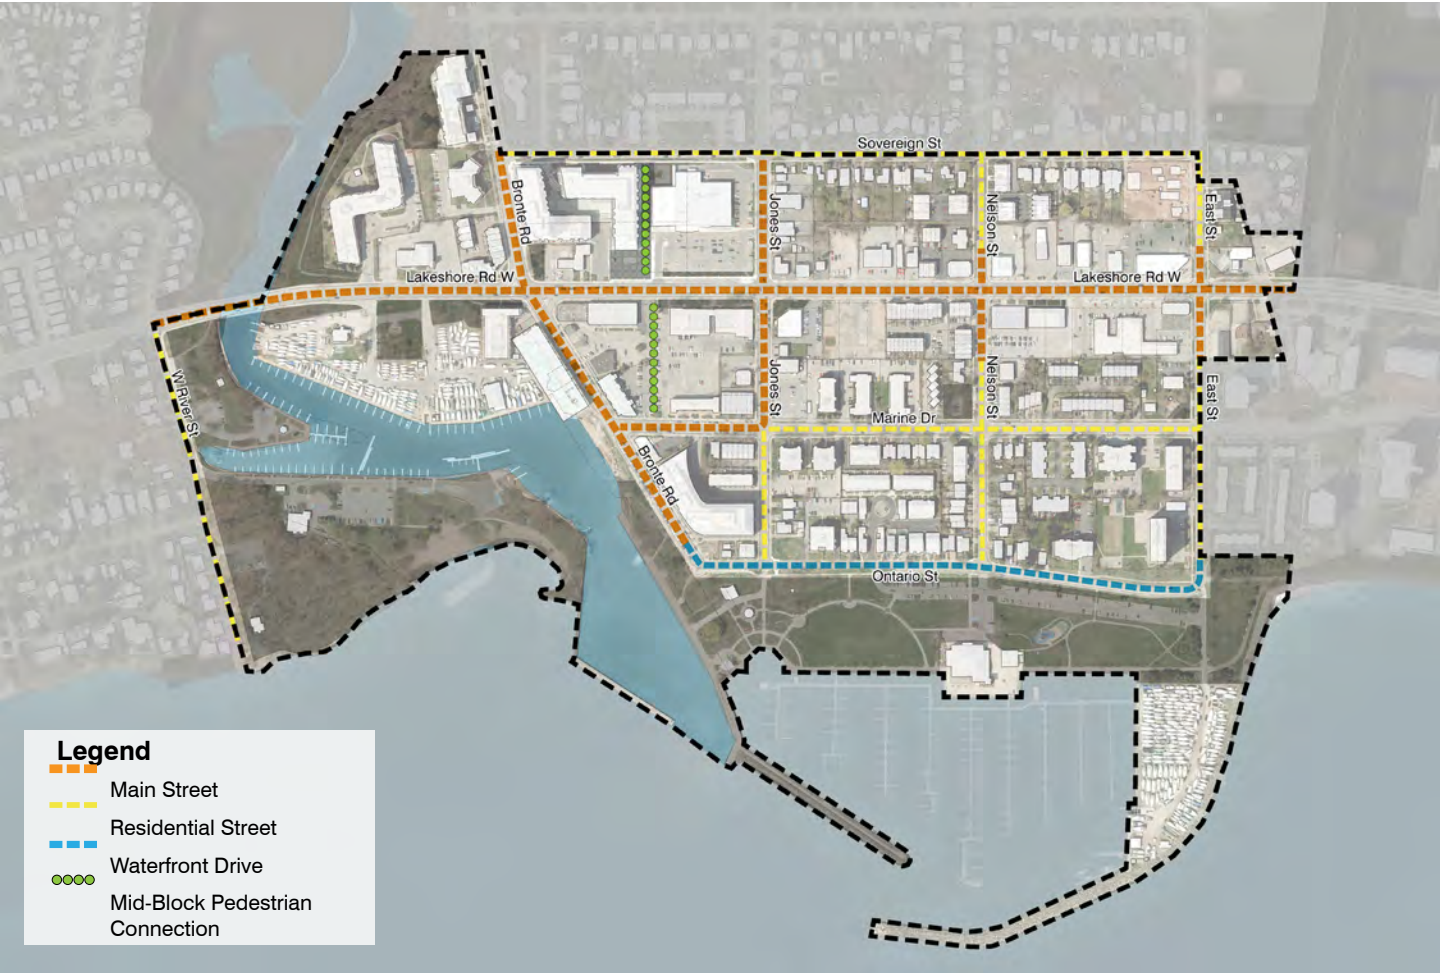 Sovereign St
Bronte Rd
Jones St
Nelson St
East St
Lakeshore Rd W
Lakeshore Rd W
W River St
Jones St
Nelson St
East St
Marine Dr
Bronte Rd
Ontario St
Legend
Main Street
Residential Street
Waterfront Drive
Mid-Block Pedestrian
Connection